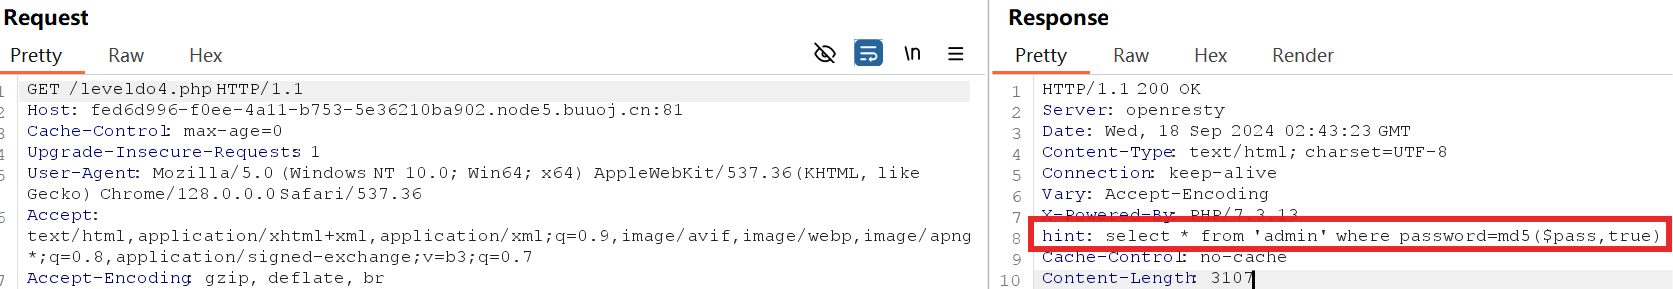 Request
Pretty Raw Hex \n
1 GET /leveldo4.php HTTP/1.1
2 Host: fed6d996-f0ee-4a11-b753-5e36210ba902.node5.buuoj.cn:81
3 Cache-Control: max-age=0
4 Upgrade-Insecure-Requests: 1
5 User-Agent: Mozilla/5.0 (Windows NT 10.0; Win64; x64) AppleWebKit/537.36 (KHTML, like
Gecko) Chrome/128.0.0.0 Safari/537.36
6 Accept:
text/html,application/xhtml+xml,application/xml;q=0.9,image/avif,image/webp,image/apng
*;q=0.8,application/signed-exchange;v=b3;q=0.7
7 Accept-Encoding: gzip, deflate, br
Response
Pretty Raw Hex Render
1 HTTP/1.1 200 OK
2 Server: openresty
3 Date: Wed, 18 Sep 2024 02:43:23 GMT
4 Content-Type: text/html; charset=UTF-8
5 Connection: keep-alive
6 Vary: Accept-Encoding
7 X-Powered-By: PHP/7.3.13
8 hint: select * from 'admin' where password=md5($pass,true)
9 Cache-Control: no-cache
10 Content-Length: 3107